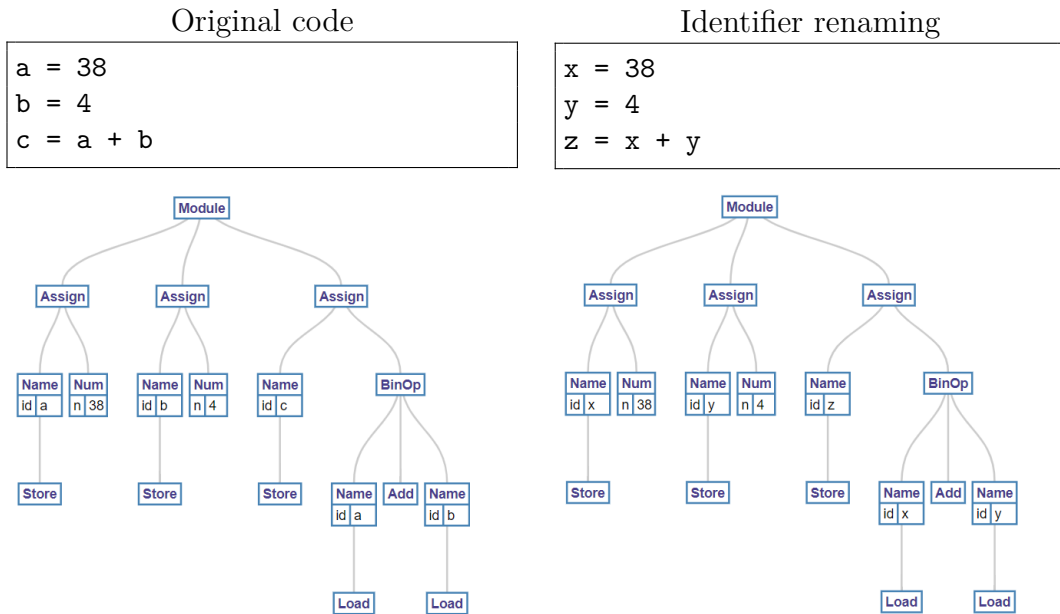 Original code
a = 38
b = 4
c = a + b
Module
Assign Assign Assign
Name Num Name Num Name BinOp
id a n 38 id b n 4 id c
Store Store Store Name Add Name
id a id b
Load Load
Identifier renaming
x = 38
y = 4
z = x + y
Module
Assign Assign Assign
Name Num Name Num Name BinOp
id x n 38 id y n 4 id z
Store Store Store Name Add Name
id x id y
Load Load